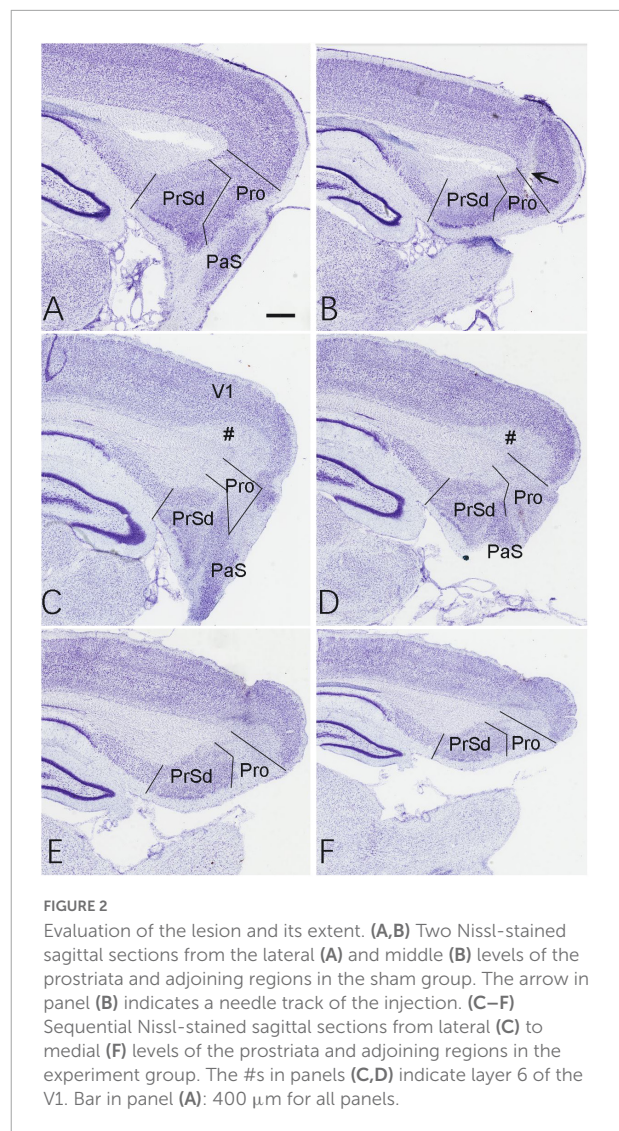 PrSd
Pro
PaS
A
PrSd
Pro
B
V1
#
Pro
PrSd
PaS
C
#
Pro
PrSd
PaS
D
PrSd
Pro
E
PrSd
Pro
F
FIGURE 2
Evaluation of the lesion and its extent. (A,B) Two Nissl-stained
sagittal sections from the lateral (A) and middle (B) levels of the
prostriata and adjoining regions in the sham group. The arrow in
panel (B) indicates a needle track of the injection. (C–F)
Sequential Nissl-stained sagittal sections from lateral (C) to
medial (F) levels of the prostriata and adjoining regions in the
experiment group. The #s in panels (C,D) indicate layer 6 of the
V1. Bar in panel (A): 400 μm for all panels.